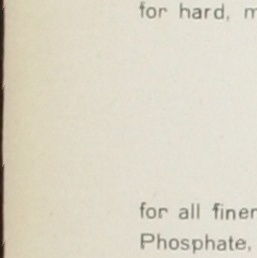 for hard,
for all finer
Phosphate,